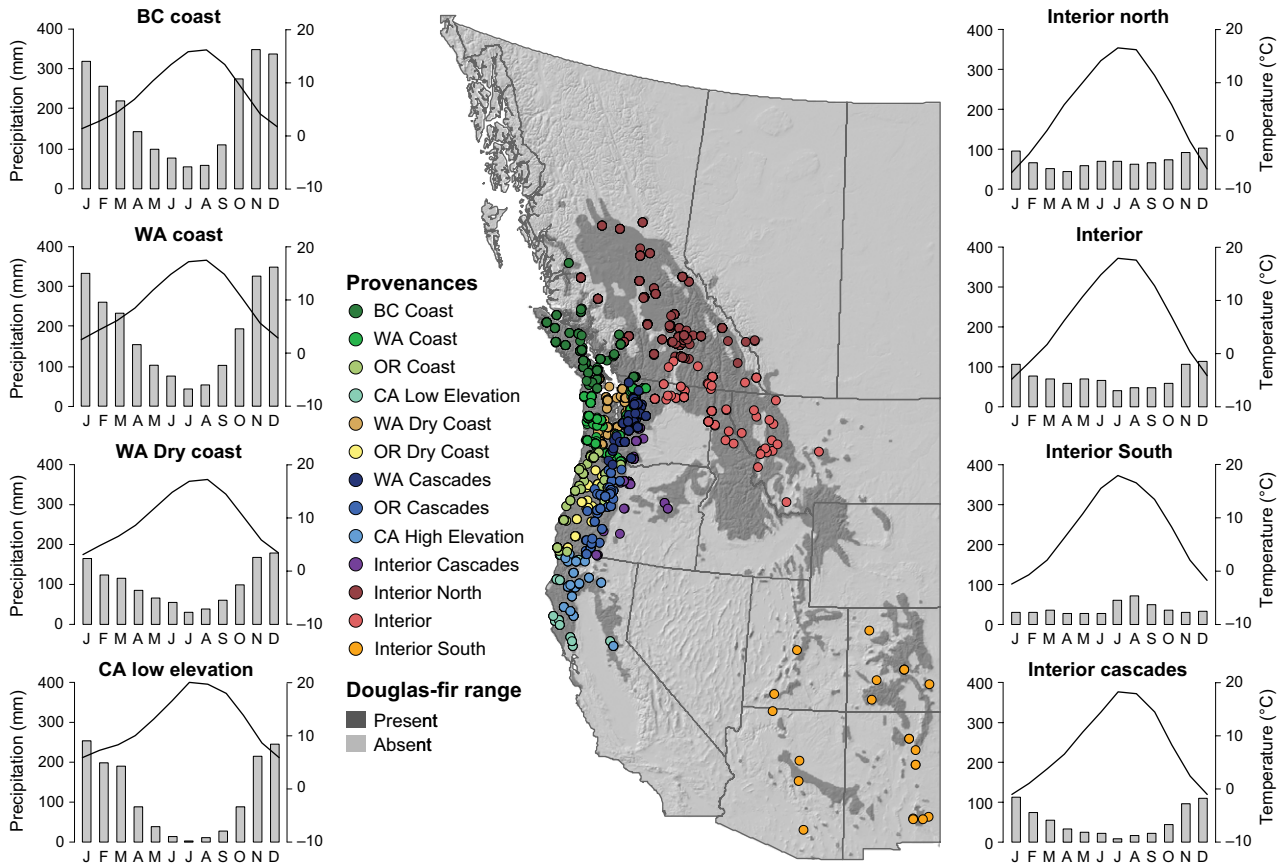 BC coast
Precipitation (mm)
400
300
200
100
0
20
10
0
–10
J F M A M J J A S O N D
WA coast
Precipitation (mm)
400
300
200
100
0
20
10
0
–10
J F M A M J J A S O N D
WA Dry coast
Precipitation (mm)
400
300
200
100
0
20
10
0
–10
J F M A M J J A S O N D
CA low elevation
Precipitation (mm)
400
300
200
100
0
20
10
0
–10
J F M A M J J A S O N D
Provenances
BC Coast
WA Coast
OR Coast
CA Low Elevation
WA Dry Coast
OR Dry Coast
WA Cascades
OR Cascades
CA High Elevation
Interior Cascades
Interior North
Interior
Interior South
Douglas-fir range
Present
Absent
Interior north
400
300
200
100
0
20
10
0
–10
Temperature (°C)
J F M A M J J A S O N D
Interior
400
300
200
100
0
20
10
0
–10
Temperature (°C)
J F M A M J J A S O N D
Interior South
400
300
200
100
0
20
10
0
–10
Temperature (°C)
J F M A M J J A S O N D
Interior cascades
400
300
200
100
0
20
10
0
–10
Temperature (°C)
J F M A M J J A S O N D